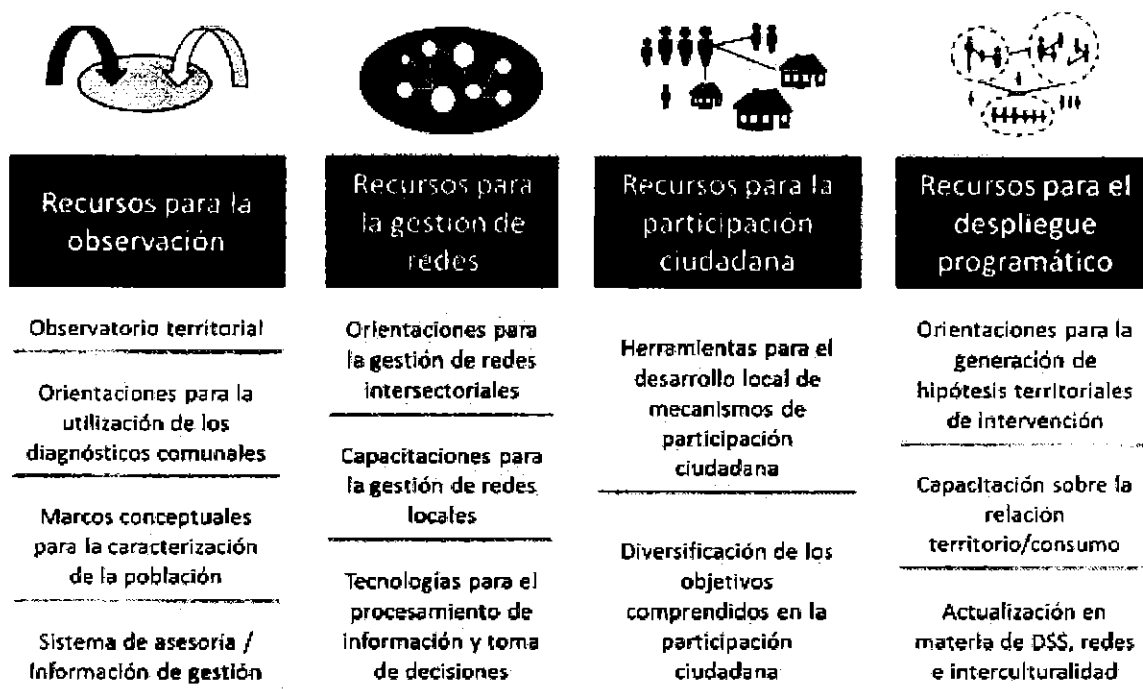 Recursos para la
observación
Observatorio territorial
Orientaciones para la
utilización de los
diagnósticos comunales
Marcos conceptuales
para la caracterización
de la población
Sistema de asesoría /
Información de gestión
Recursos para
la gestión de
redes
Orientaciones para
la gestión de redes
intersectoriales
Capacitaciones para
la gestión de redes
locales
Tecnologías para el
procesamiento de
información y toma
de decisiones
Recursos para la
participación
ciudadana
Herramientas para el
desarrollo local de
mecanismos de
participación
ciudadana
Diversificación de los
objetivos
comprendidos en la
participación
ciudadana
Recursos para el
despliegue
programático
Orientaciones para la
generación de
hipótesis territoriales
de intervención
Capacitación sobre la
relación
territorio/consumo
Actualización en
materia de DSS, redes
e interculturalidad